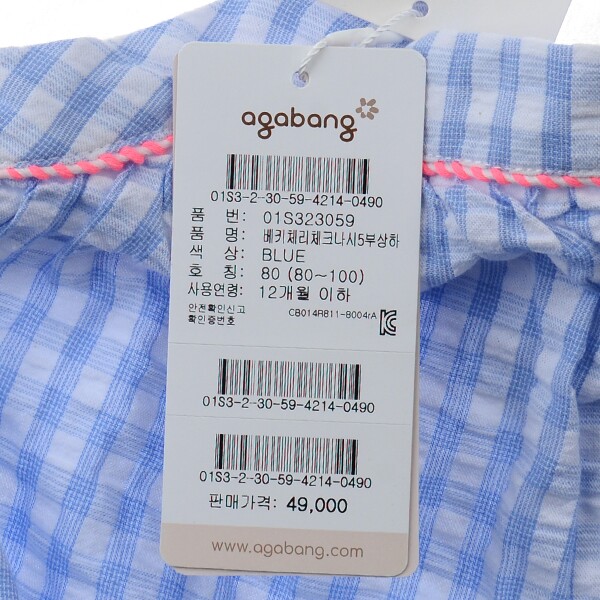 agabang
01S3-2-30-59-4214-0490
품 번: 01S323059
품 명: 베키체리체크나시5부상하
색 상: BLUE
호 칭: 80 (80~100)
사용연령: 12개월 이하
안전확인신고
확인증번호 CB014R811-8004rA
01S3-2-30-59-4214-0490
01S3-2-30-59-4214-0490
판매가격: 49,000
www.agabang.com